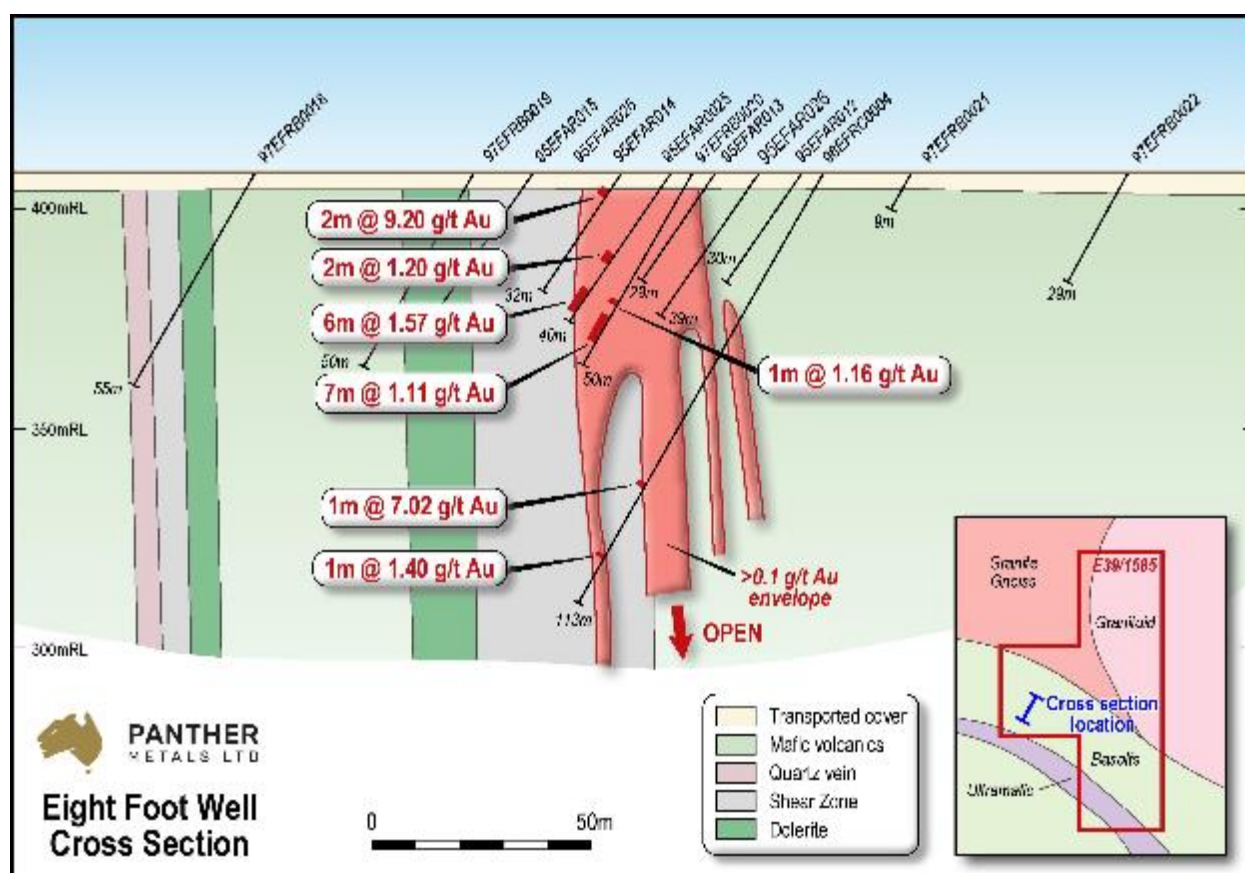 97EFRB0018
97EFRB0019
95EFAR015
95EFAR014
97EFRB0020
95EFAR013
95EFAR026
95EFAR012
97EFRB0021
97EFRB0022
400mRL
2m @ 9.20 g/t Au
9m
2m @ 1.20 g/t Au
30m
32m
29m
29m
6m @ 1.57 g/t Au
40m
39m
50m
50m
1m @ 1.16 g/t Au
55m
7m @ 1.11 g/t Au
350mRL
1m @ 7.02 g/t Au
1m @ 1.40 g/t Au
>0.1 g/t Au
envelope
113m
OPEN
300mRL
Granite
Gneiss
E39/1585
Granitoid
Cross section
location
Basalts
Ultramafic
PANTHER
METALS LTD
Eight Foot Well
Cross Section
0 50m
Transported cover
Mafic volcanics
Quartz vein
Shear Zone
Dolerite